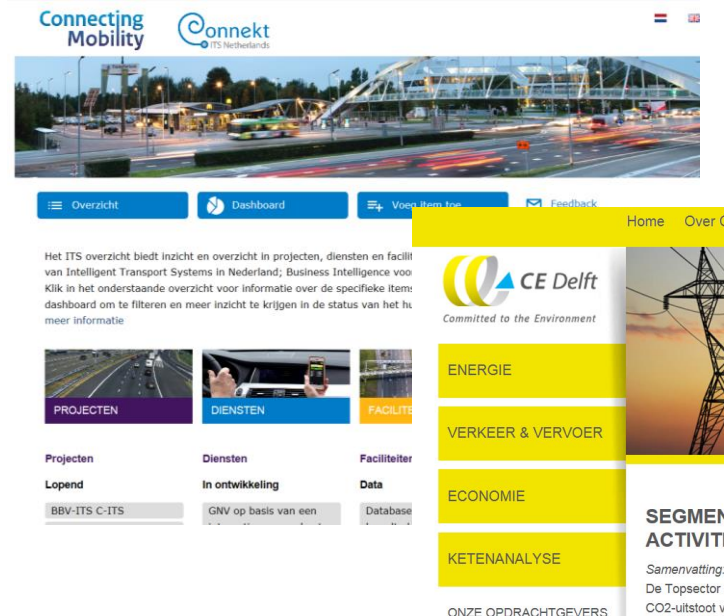 Connecting
Mobility
Connekt
ITS Netherlands
Overzicht
Dashboard
Voeg item toe
Feedback
Het ITS overzicht biedt inzicht en overzicht in projecten, diensten en facilit
van Intelligent Transport Systems in Nederland; Business Intelligence voo
Klik in het onderstaande overzicht voor informatie over de specifieke items
dashboard om te filteren en meer inzicht te krijgen in de status van het hu
meer informatie
PROJECTEN
DIENSTEN
FACILITE
Projecten
Diensten
Faciliteiten
Lopend
In ontwikkeling
Data
BBV-ITS C-ITS
GNV op basis van een
Database
Home
Over
CE Delft
Committed to the Environment
ENERGIE
VERKEER & VERVOER
ECONOMIE
KETENANALYSE
ONZE OPDRACHTGEVERS
SEGMEN
ACTIVITE
Samenvatting:
De Topsector
CO2-uitstoot v